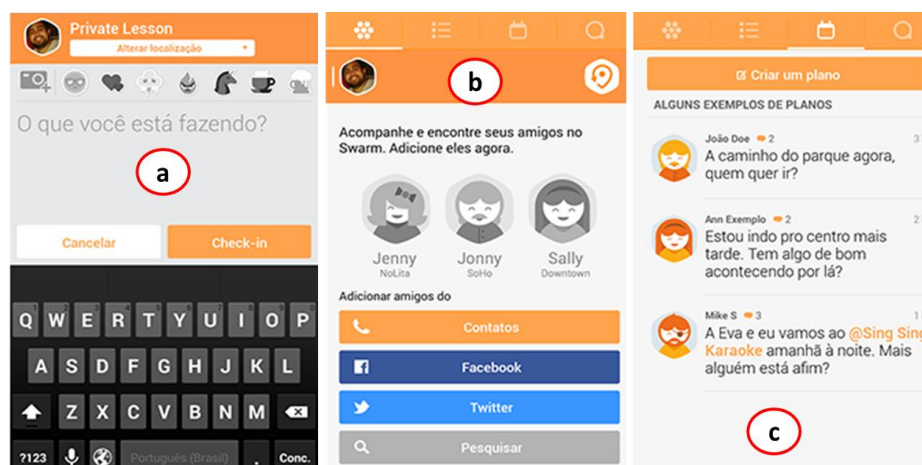 Private Lesson
Alterar localização
O que você está fazendo?
a
Cancelar
Check-in
Q W E R T Y U I O P
A S D F G H J K L
Z X C V B N M
?123
Português (Brasil)
.
Conc.
b
Acompanhe e encontre seus amigos no
Swarm. Adicione eles agora.
Jenny
NoLita
Jonny
SoHo
Sally
Downtown
Adicionar amigos do
Contatos
Facebook
Twitter
Pesquisar
Criar um plano
ALGUNS EXEMPLOS DE PLANOS
João Doe 2
3
A caminho do parque agora,
quem quer ir?
Ann Exemplo 2
2
Estou indo pro centro mais
tarde. Tem algo de bom
acontecendo por lá?
Mike S 3
1
A Eva e eu vamos ao @Sing Sing
Karaoke amanhã à noite. Mais
alguém está afim?
c